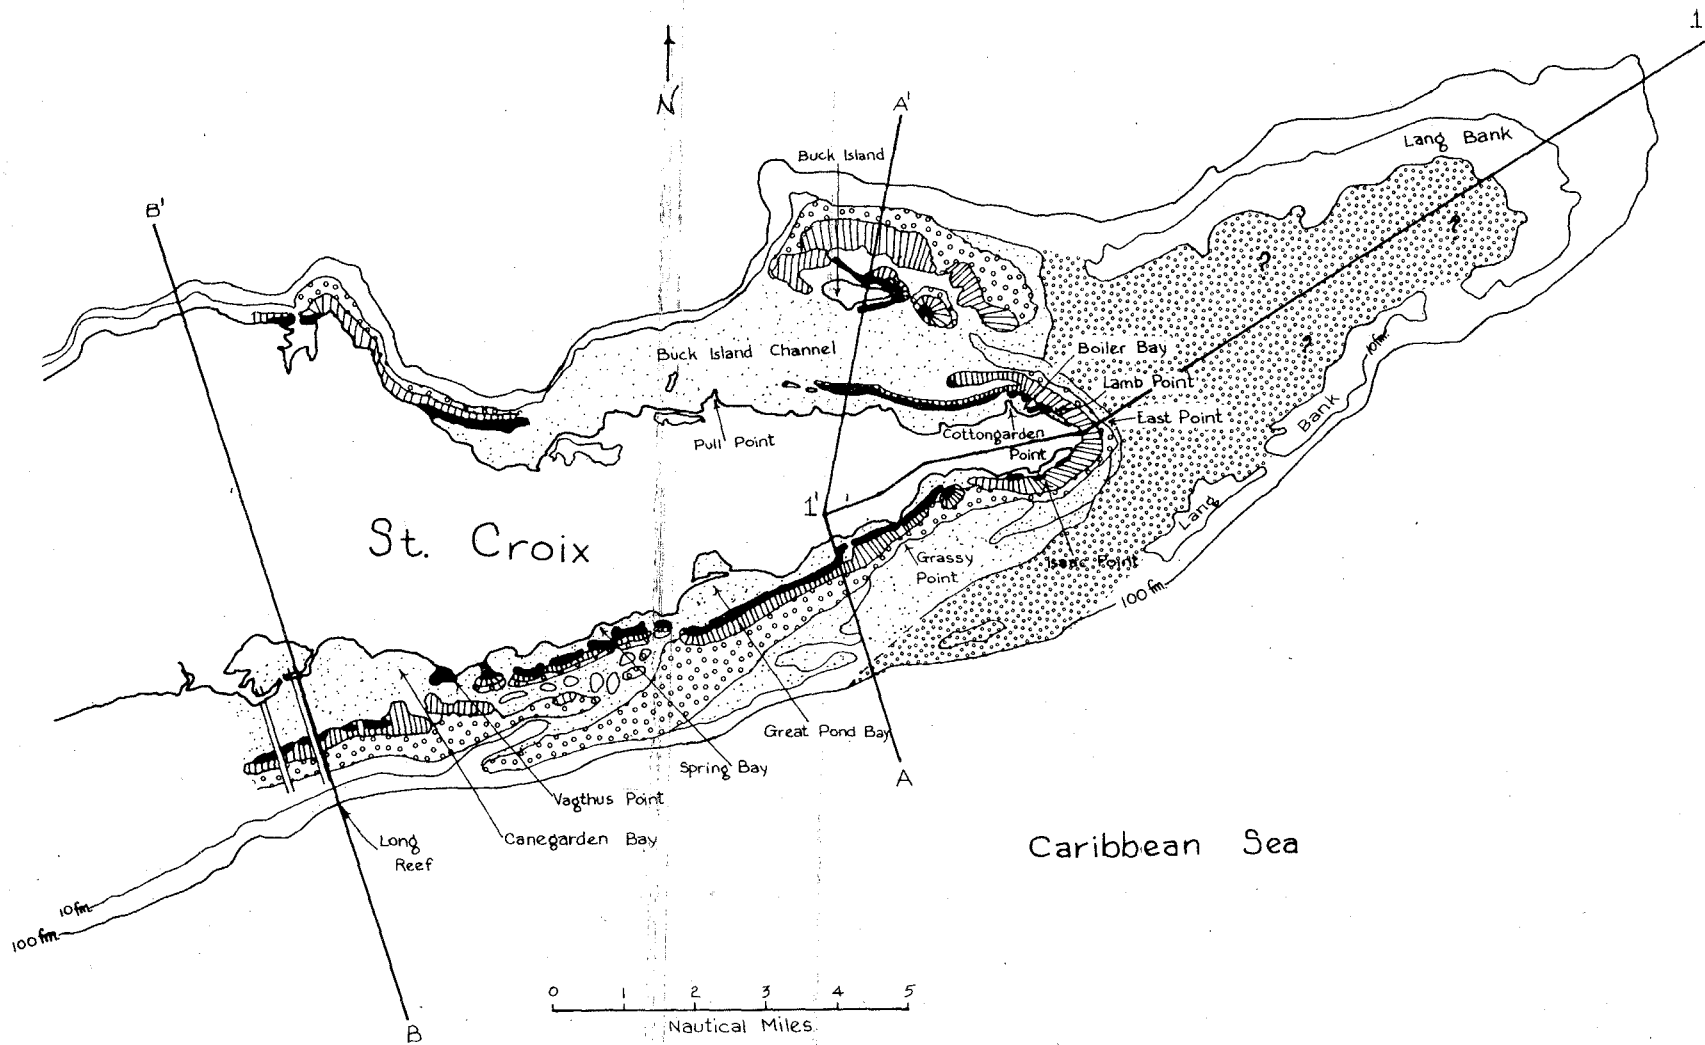 1
N
A'
Buck Island
Lang Bank
B'
?
?
?
10fm.
Buck Island Channel
Boiler Bay
Lamb Point
East Point
Bank
Pull Point
Cottongarden
Point
1'
Lang
St. Croix
Grassy
Point
Isaac Point
100 fm.
Great Pond Bay
Spring Bay
A
Vagthus Point
Canegarden Bay
Long
Reef
Caribbean Sea
10fm.
100fm.
0 1 2 3 4 5
Nautical Miles
B